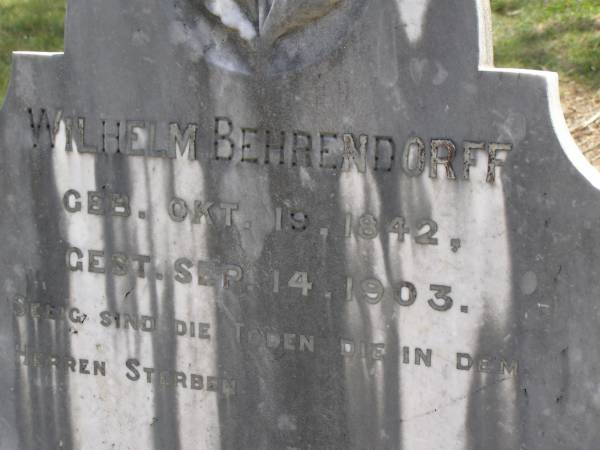 WILHELM BEHRENDORFF
GEB. OKT. 19. 1842,
GEST. SEP. 14. 1903.
SELIG SIND DIE TODEN DIE IN DEM
HERREN STERBEN